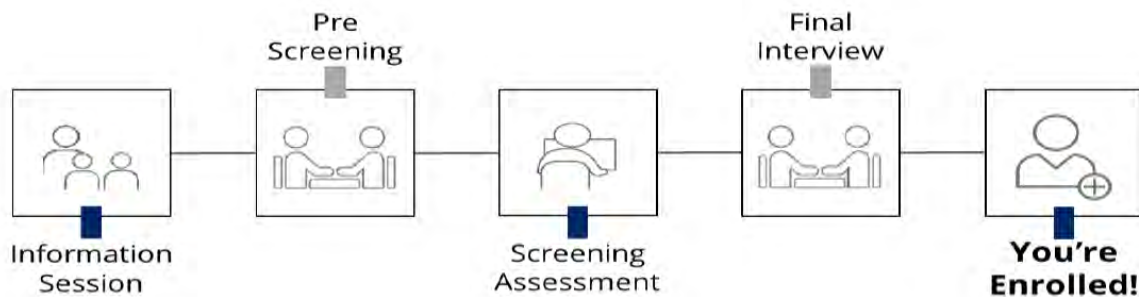 Pre
Screening
Final
Interview
Information
Session
Screening
Assessment
You're
Enrolled!